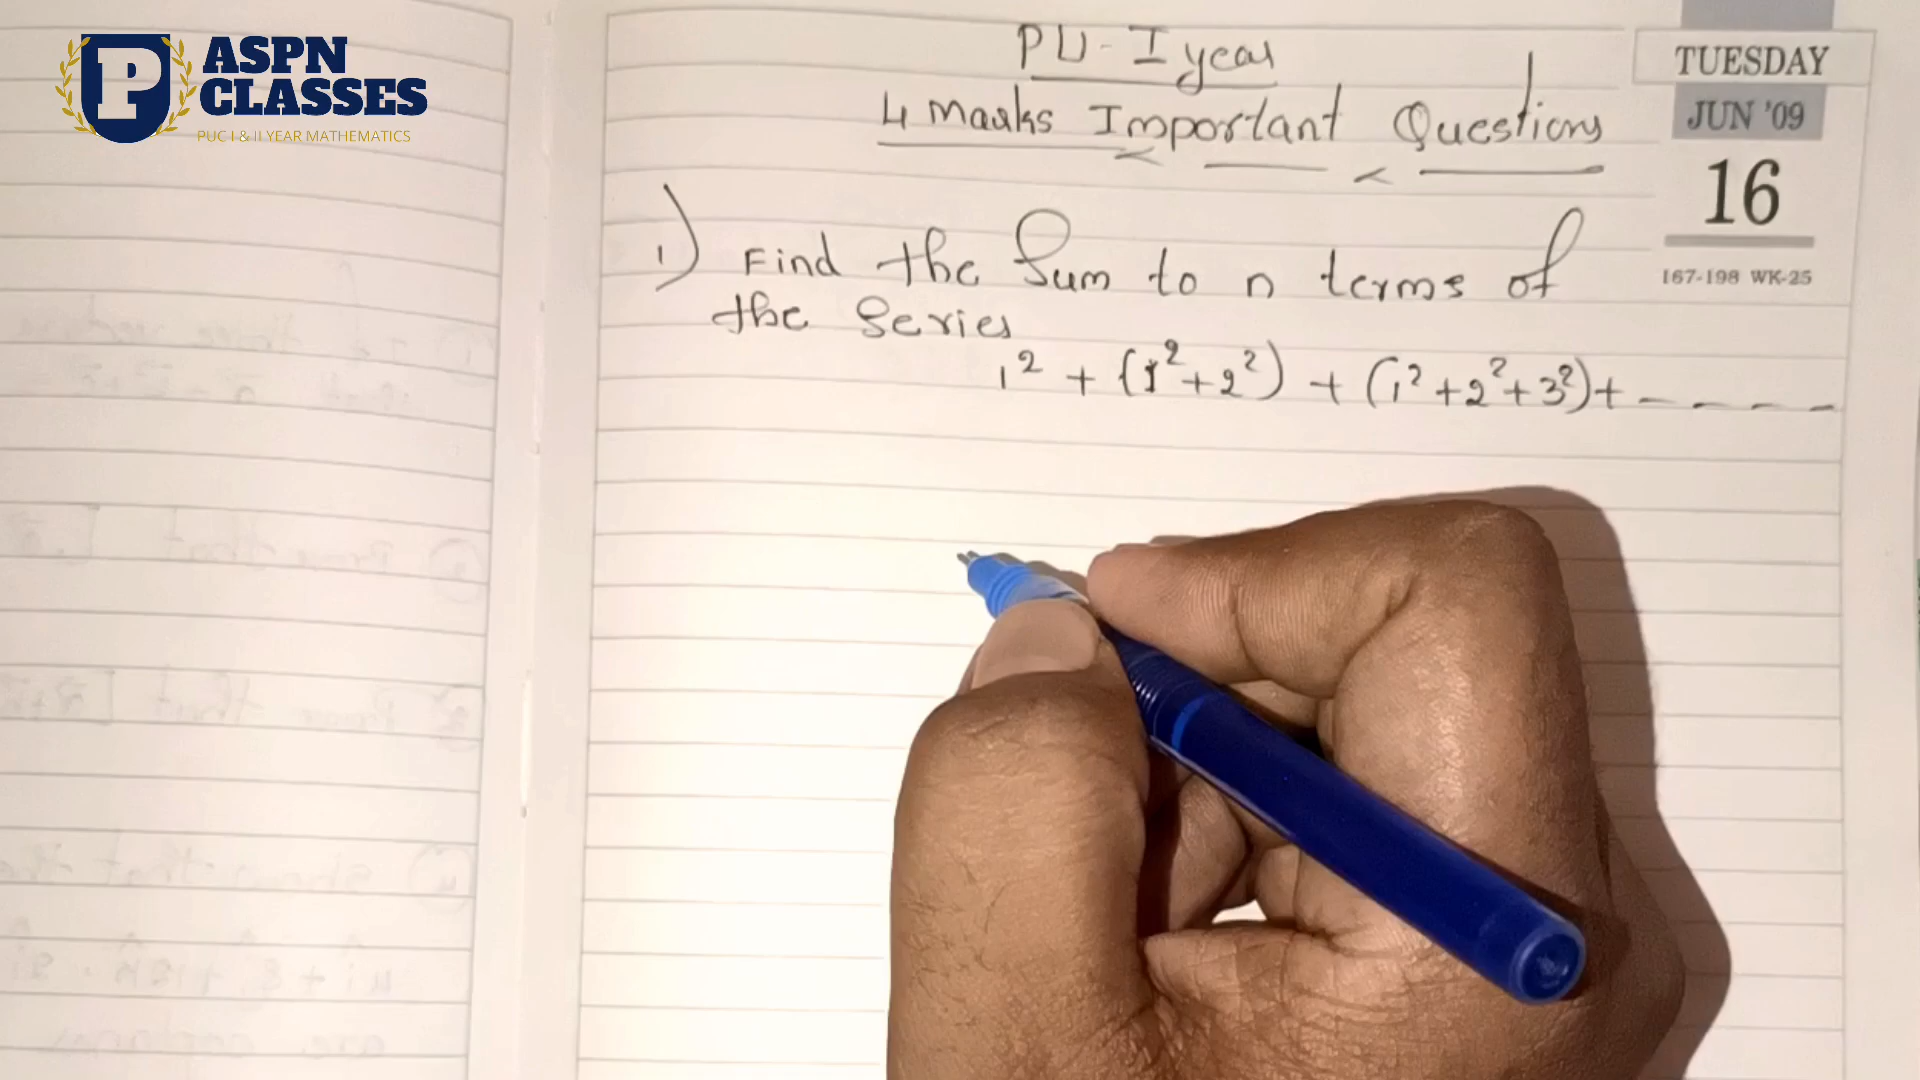 ASPN
CLASSES
PUC I & II YEAR MATHEMATICS
P
TUESDAY
JUN '09
16
167-198 WK-25
PU - I year
4 Marks Important Questions
1) Find the Sum to n terms of
the Series
1² + (1²+2²) + (1²+2²+3²)+ _ _ _ _